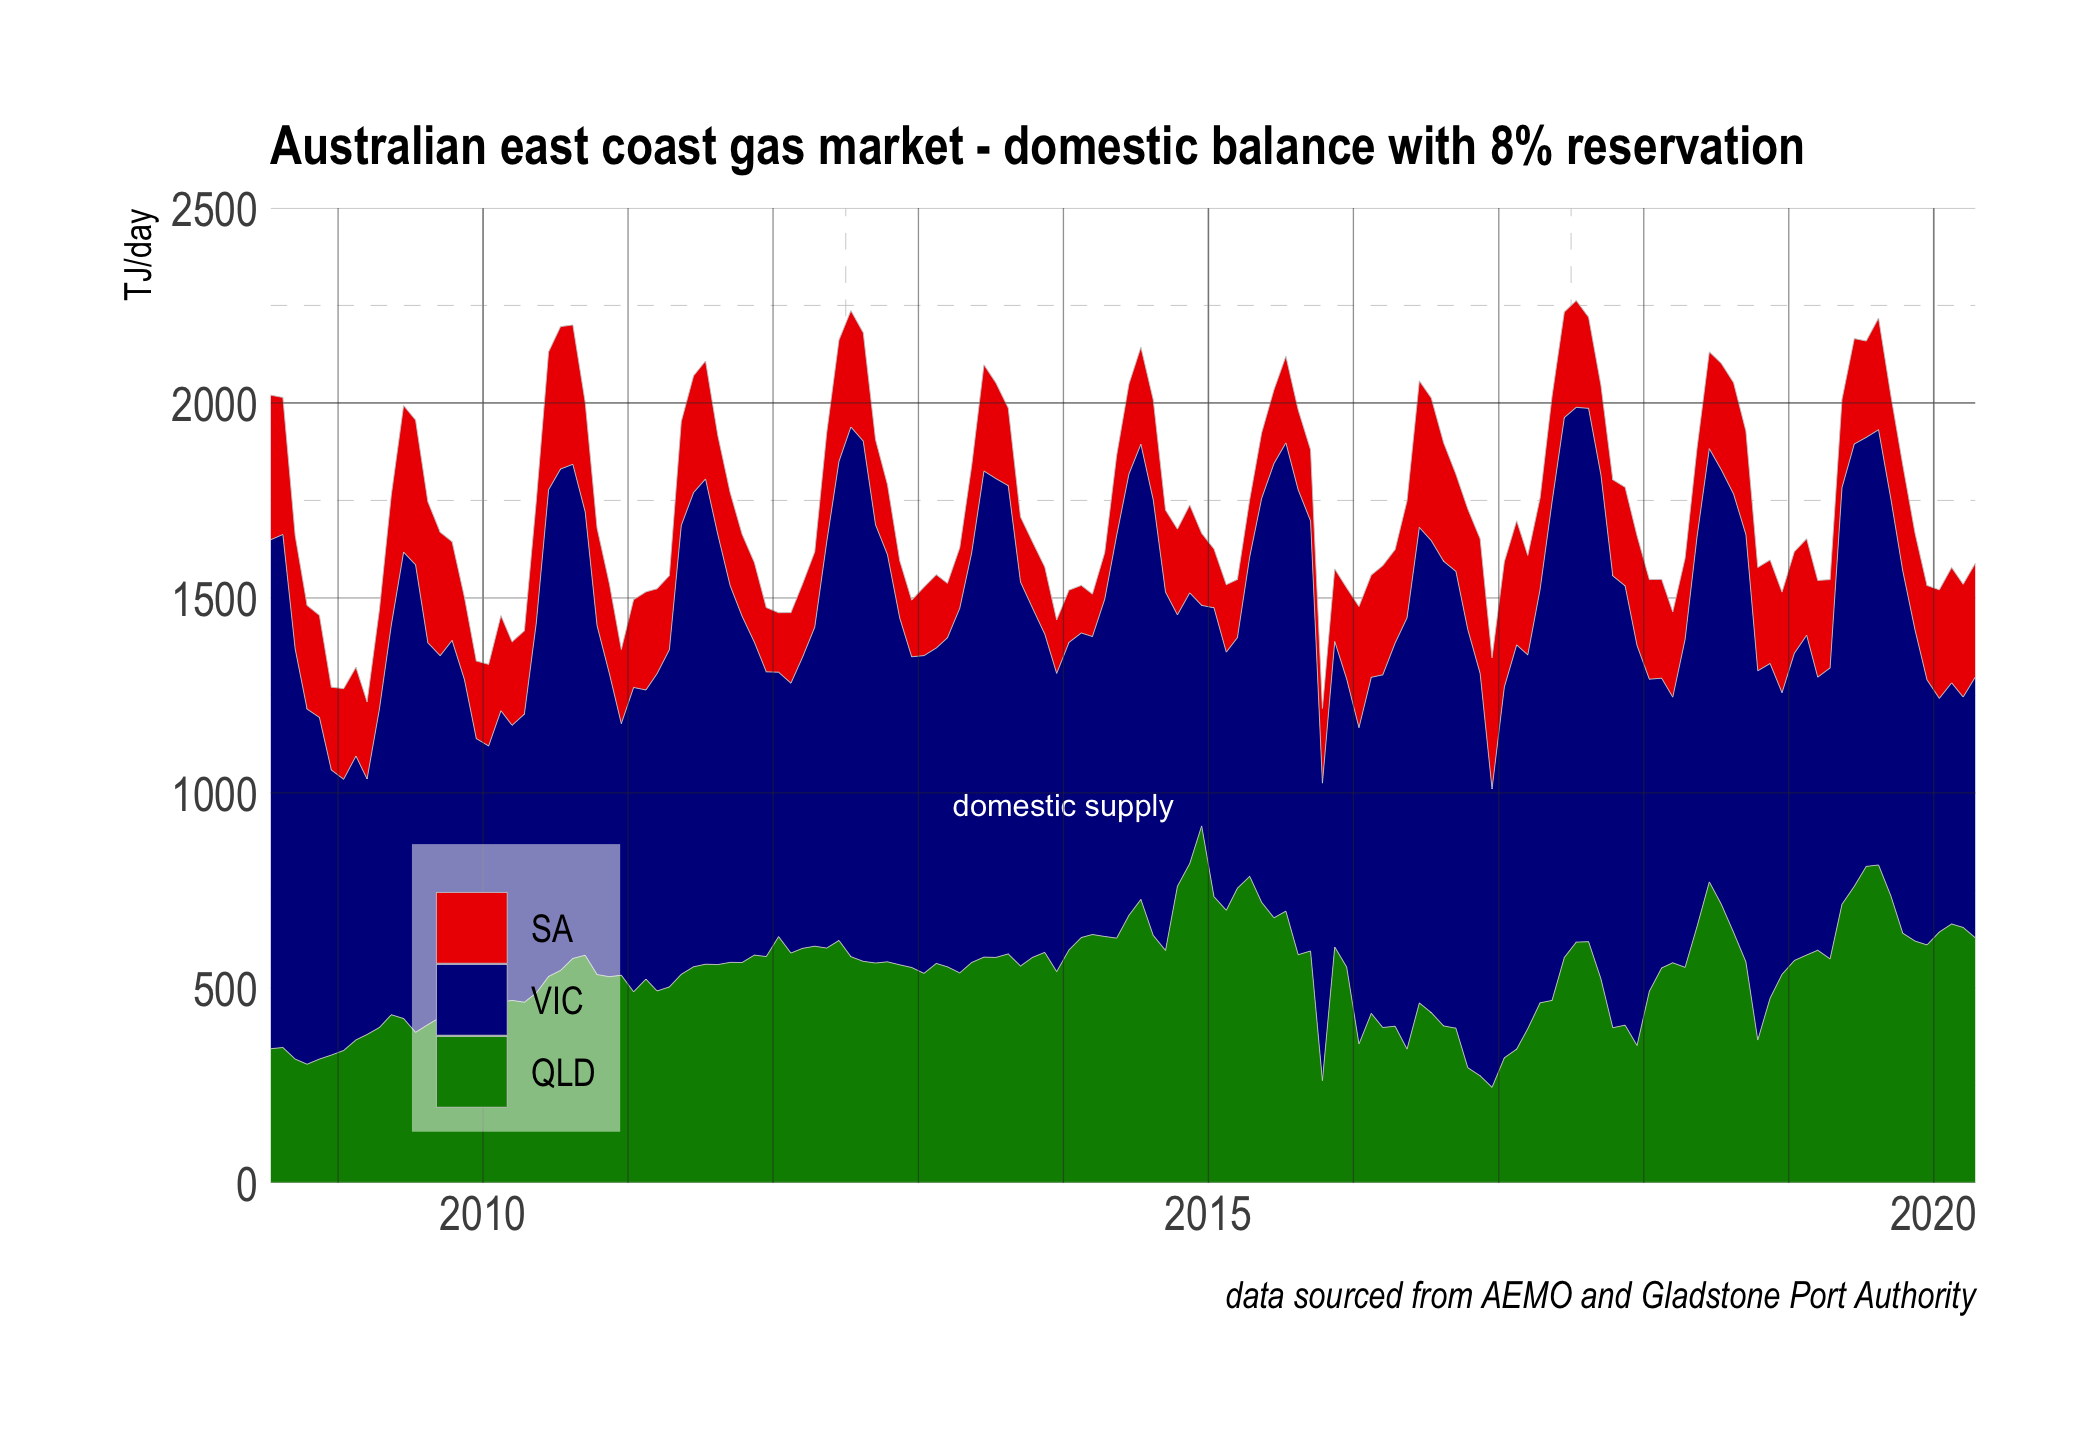 Australian east coast gas market - domestic balance with 8% reservation
TJ/day
2500
2000
1500
1000
500
0
domestic supply
SA
VIC
QLD
2010
2015
2020
data sourced from AEMO and Gladstone Port Authority